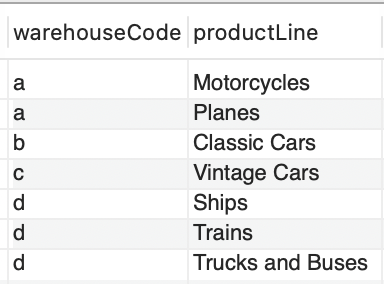 warehouseCode productLine
a Motorcycles
a Planes
b Classic Cars
c Vintage Cars
d Ships
d Trains
d Trucks and Buses